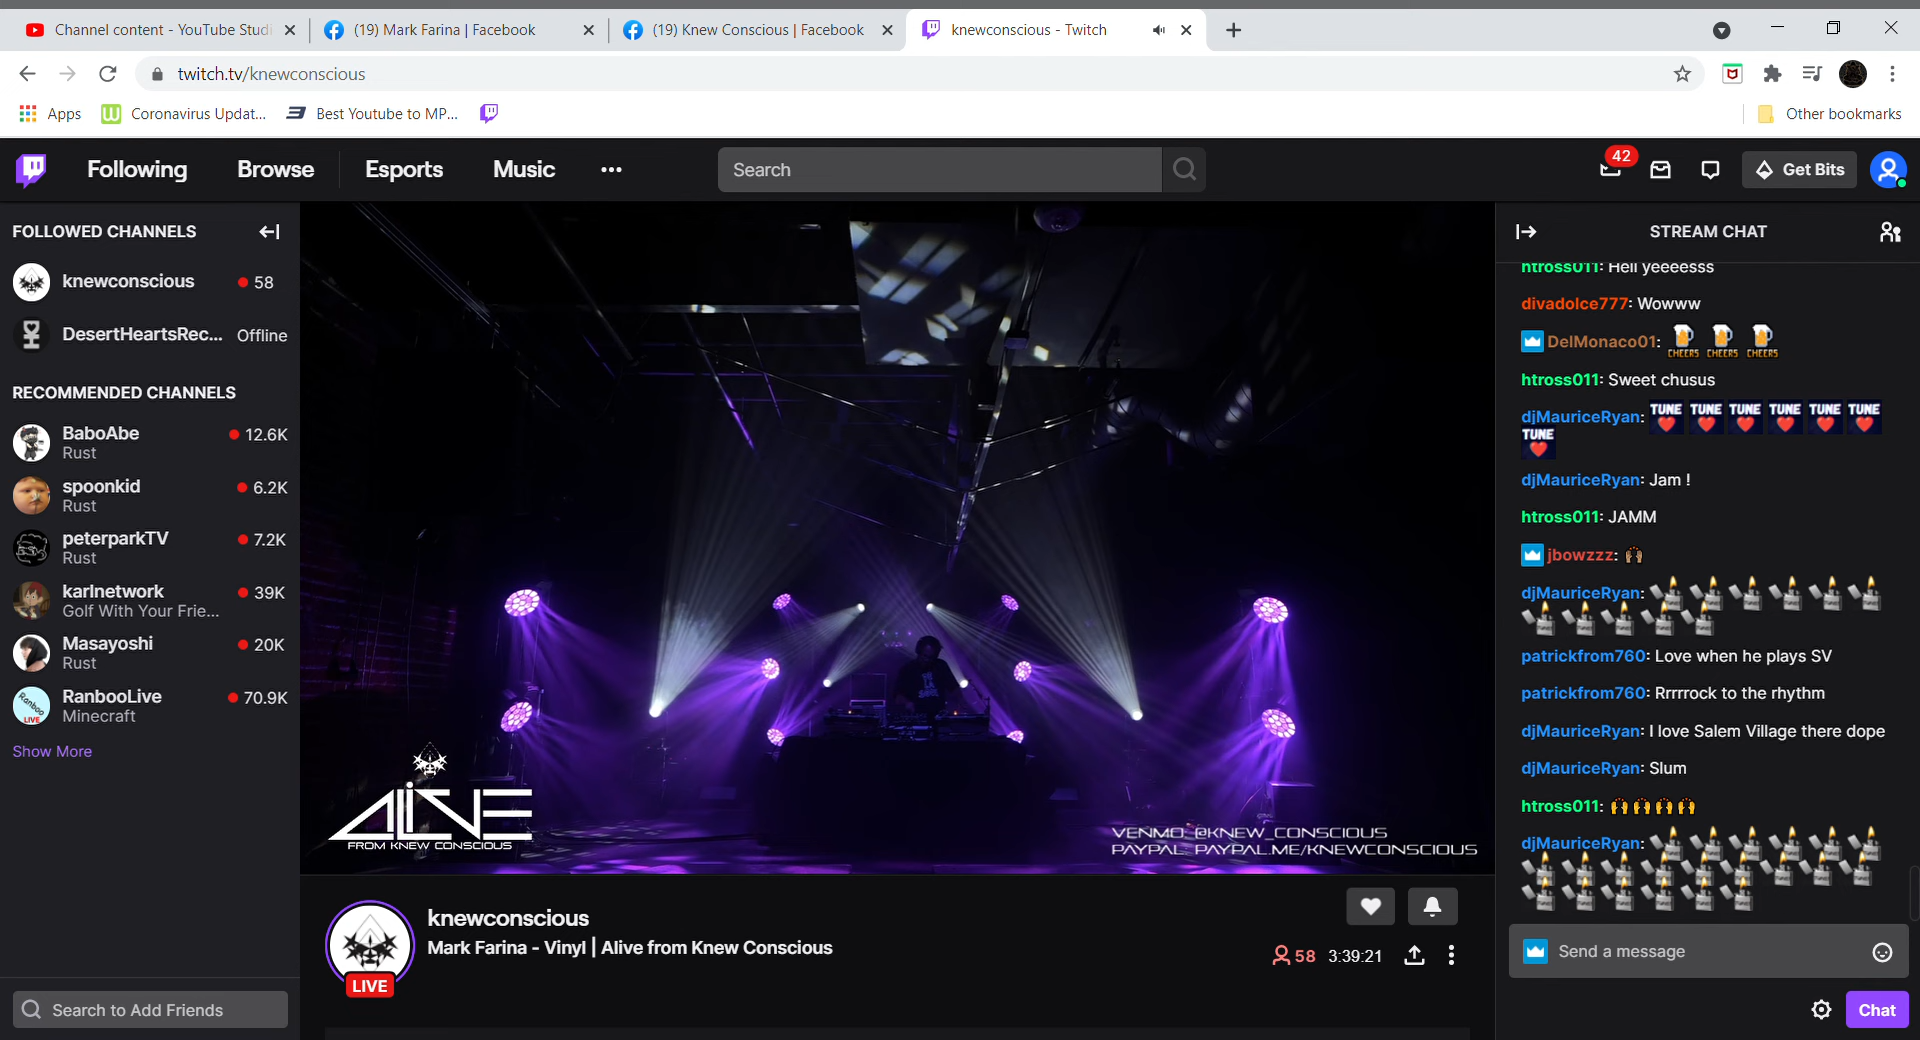 Channel content - YouTube Studi
(19) Mark Farina | Facebook
(19) Knew Conscious | Facebook
knewconscious - Twitch
twitch.tv/knewconscious
Apps
Coronavirus Updat...
Best Youtube to MP...
Other bookmarks
Following
Browse
Esports
Music
Search
42
Get Bits
FOLLOWED CHANNELS
knewconscious 58
DesertHeartsRec... Offline
RECOMMENDED CHANNELS
BaboAbe 12.6K
Rust
spoonkid 6.2K
Rust
peterparkTV 7.2K
Rust
karlnetwork 39K
Golf With Your Frie...
Masayoshi 20K
Rust
RanbooLive 70.9K
Minecraft
Show More
Search to Add Friends
DE LA SOUL
ALIVE
FROM KNEW CONSCIOUS
VENMO: @KNEW_CONSCIOUS
PAYPAL: PAYPAL.ME/KNEWCONSCIOUS
LIVE
knewconscious
Mark Farina - Vinyl | Alive from Knew Conscious
58 3:39:21
STREAM CHAT
htross011: Hell yeeeesss
divadolce777: Wowww
DelMonaco01: CHEERS CHEERS CHEERS
htross011: Sweet chusus
djMauriceRyan: TUNE TUNE TUNE TUNE TUNE TUNE
TUNE
djMauriceRyan: Jam !
htross011: JAMM
jbowzzz: 🙌🏾
djMauriceRyan:
patrickfrom760: Love when he plays SV
patrickfrom760: Rrrrrock to the rhythm
djMauriceRyan: I love Salem Village there dope
djMauriceRyan: Slum
htross011: 🙌🙌🙌🙌
djMauriceRyan:
Send a message
Chat